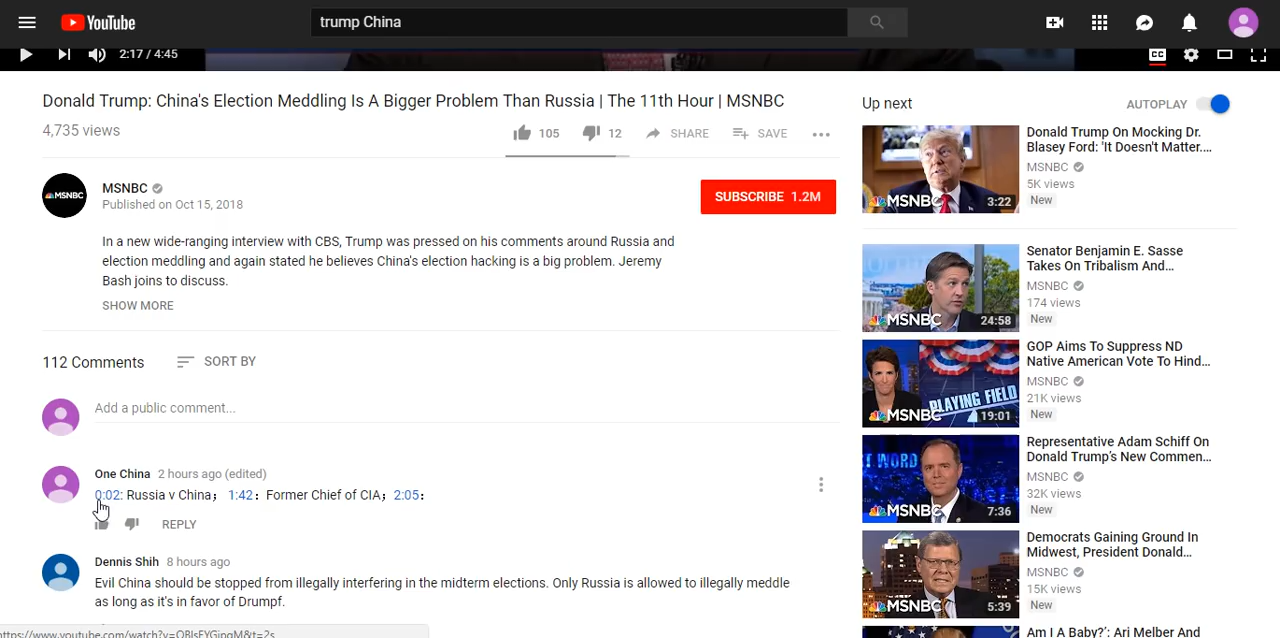 YouTube
trump China
2:17 / 4:45
CC
Donald Trump: China's Election Meddling Is A Bigger Problem Than Russia | The 11th Hour | MSNBC
4,735 views
105
12
SHARE
SAVE
MSNBC
MSNBC
Published on Oct 15, 2018
SUBSCRIBE 1.2M
In a new wide-ranging interview with CBS, Trump was pressed on his comments around Russia and
election meddling and again stated he believes China's election hacking is a big problem. Jeremy
Bash joins to discuss.
SHOW MORE
112 Comments
SORT BY
Add a public comment...
One China 2 hours ago (edited)
0:02: Russia v China；1:42：Former Chief of CIA；2:05：
REPLY
Dennis Shih 8 hours ago
Evil China should be stopped from illegally interfering in the midterm elections. Only Russia is allowed to illegally meddle
as long as it's in favor of Drumpf.
Up next
AUTOPLAY
MSNBC
3:22
Donald Trump On Mocking Dr.
Blasey Ford: 'It Doesn't Matter....
MSNBC
5K views
New
MSNBC
24:58
Senator Benjamin E. Sasse
Takes On Tribalism And...
MSNBC
174 views
New
PLAYING FIELD
MSNBC
19:01
GOP Aims To Suppress ND
Native American Vote To Hind...
MSNBC
21K views
New
T WORD
MSNBC
7:36
Representative Adam Schiff On
Donald Trump's New Commen...
MSNBC
32K views
New
MSNBC
5:39
Democrats Gaining Ground In
Midwest, President Donald...
MSNBC
15K views
New
Am I A Baby?': Ari Melber And